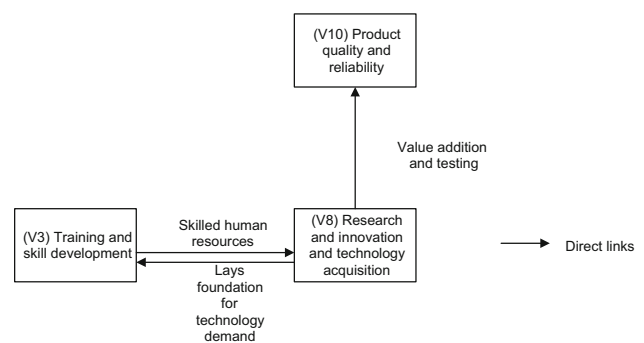 (V10) Product
quality and
reliability
Value addition
and testing
(V3) Training and
skill development
Skilled human
resources
Lays
foundation
for
technology
demand
(V8) Research
and innovation
and technology
acquisition
Direct links